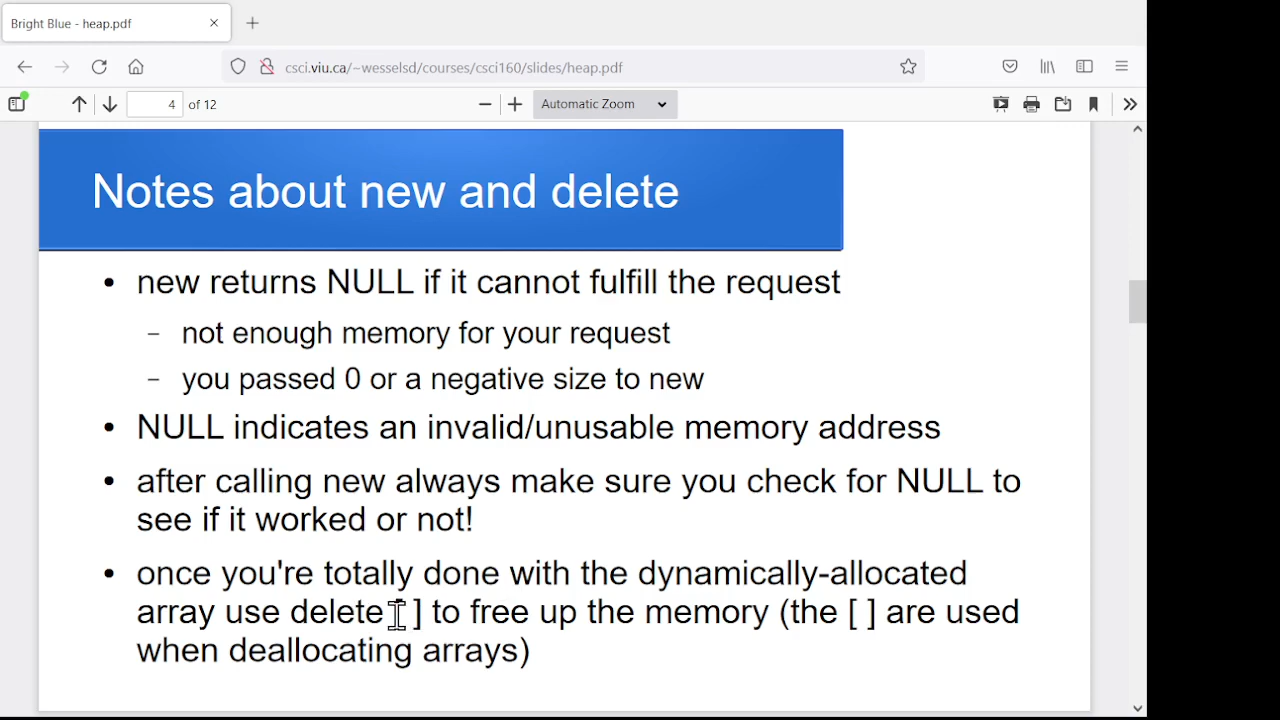 Bright Blue - heap.pdf
csci.viu.ca/~wesselsd/courses/csci160/slides/heap.pdf
4 of 12
Automatic Zoom
Notes about new and delete
• new returns NULL if it cannot fulfill the request
– not enough memory for your request
– you passed 0 or a negative size to new
• NULL indicates an invalid/unusable memory address
• after calling new always make sure you check for NULL to
see if it worked or not!
• once you're totally done with the dynamically-allocated
array use delete [ ] to free up the memory (the [ ] are used
when deallocating arrays)